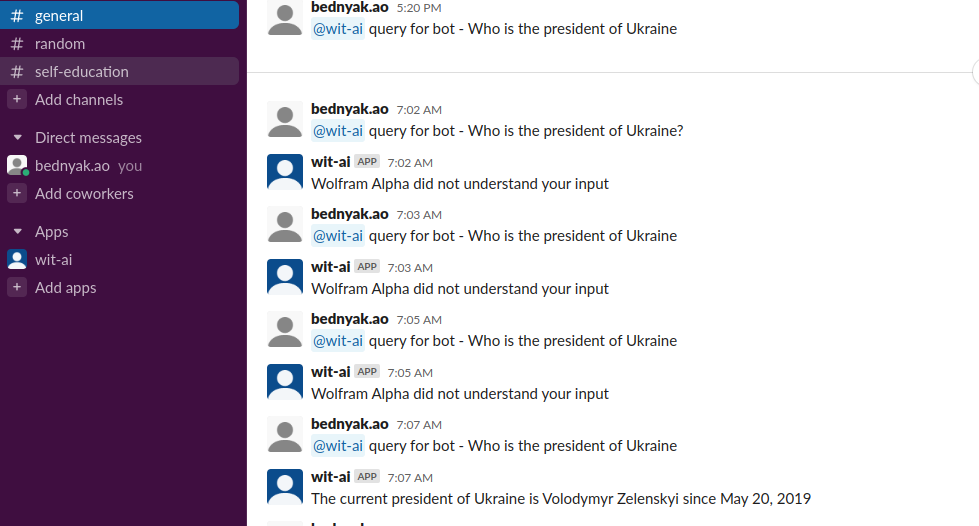 # general
# random
# self-education
+ Add channels
Direct messages
bednyak.ao you
+ Add coworkers
Apps
wit-ai
+ Add apps
bednyak.ao 5:20 PM
@wit-ai query for bot - Who is the president of Ukraine
bednyak.ao 7:02 AM
@wit-ai query for bot - Who is the president of Ukraine?
wit-ai APP 7:02 AM
Wolfram Alpha did not understand your input
bednyak.ao 7:03 AM
@wit-ai query for bot - Who is the president of Ukraine
wit-ai APP 7:03 AM
Wolfram Alpha did not understand your input
bednyak.ao 7:05 AM
@wit-ai query for bot - Who is the president of Ukraine
wit-ai APP 7:05 AM
Wolfram Alpha did not understand your input
bednyak.ao 7:07 AM
@wit-ai query for bot - Who is the president of Ukraine
wit-ai APP 7:07 AM
The current president of Ukraine is Volodymyr Zelenskyi since May 20, 2019